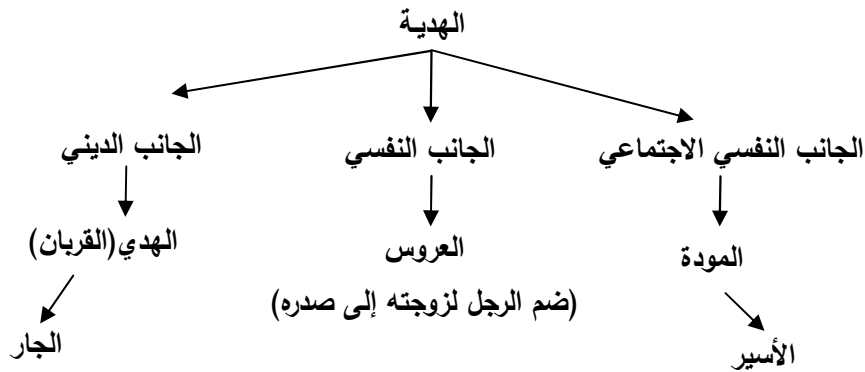 الهدية
الجانب النفسي الاجتماعي
الجانب النفسي
الجانب الديني
المودة
العروس
الهدي(القربان)
(ضم الرجل لزوجته إلى صدره)
الأسير
الجار